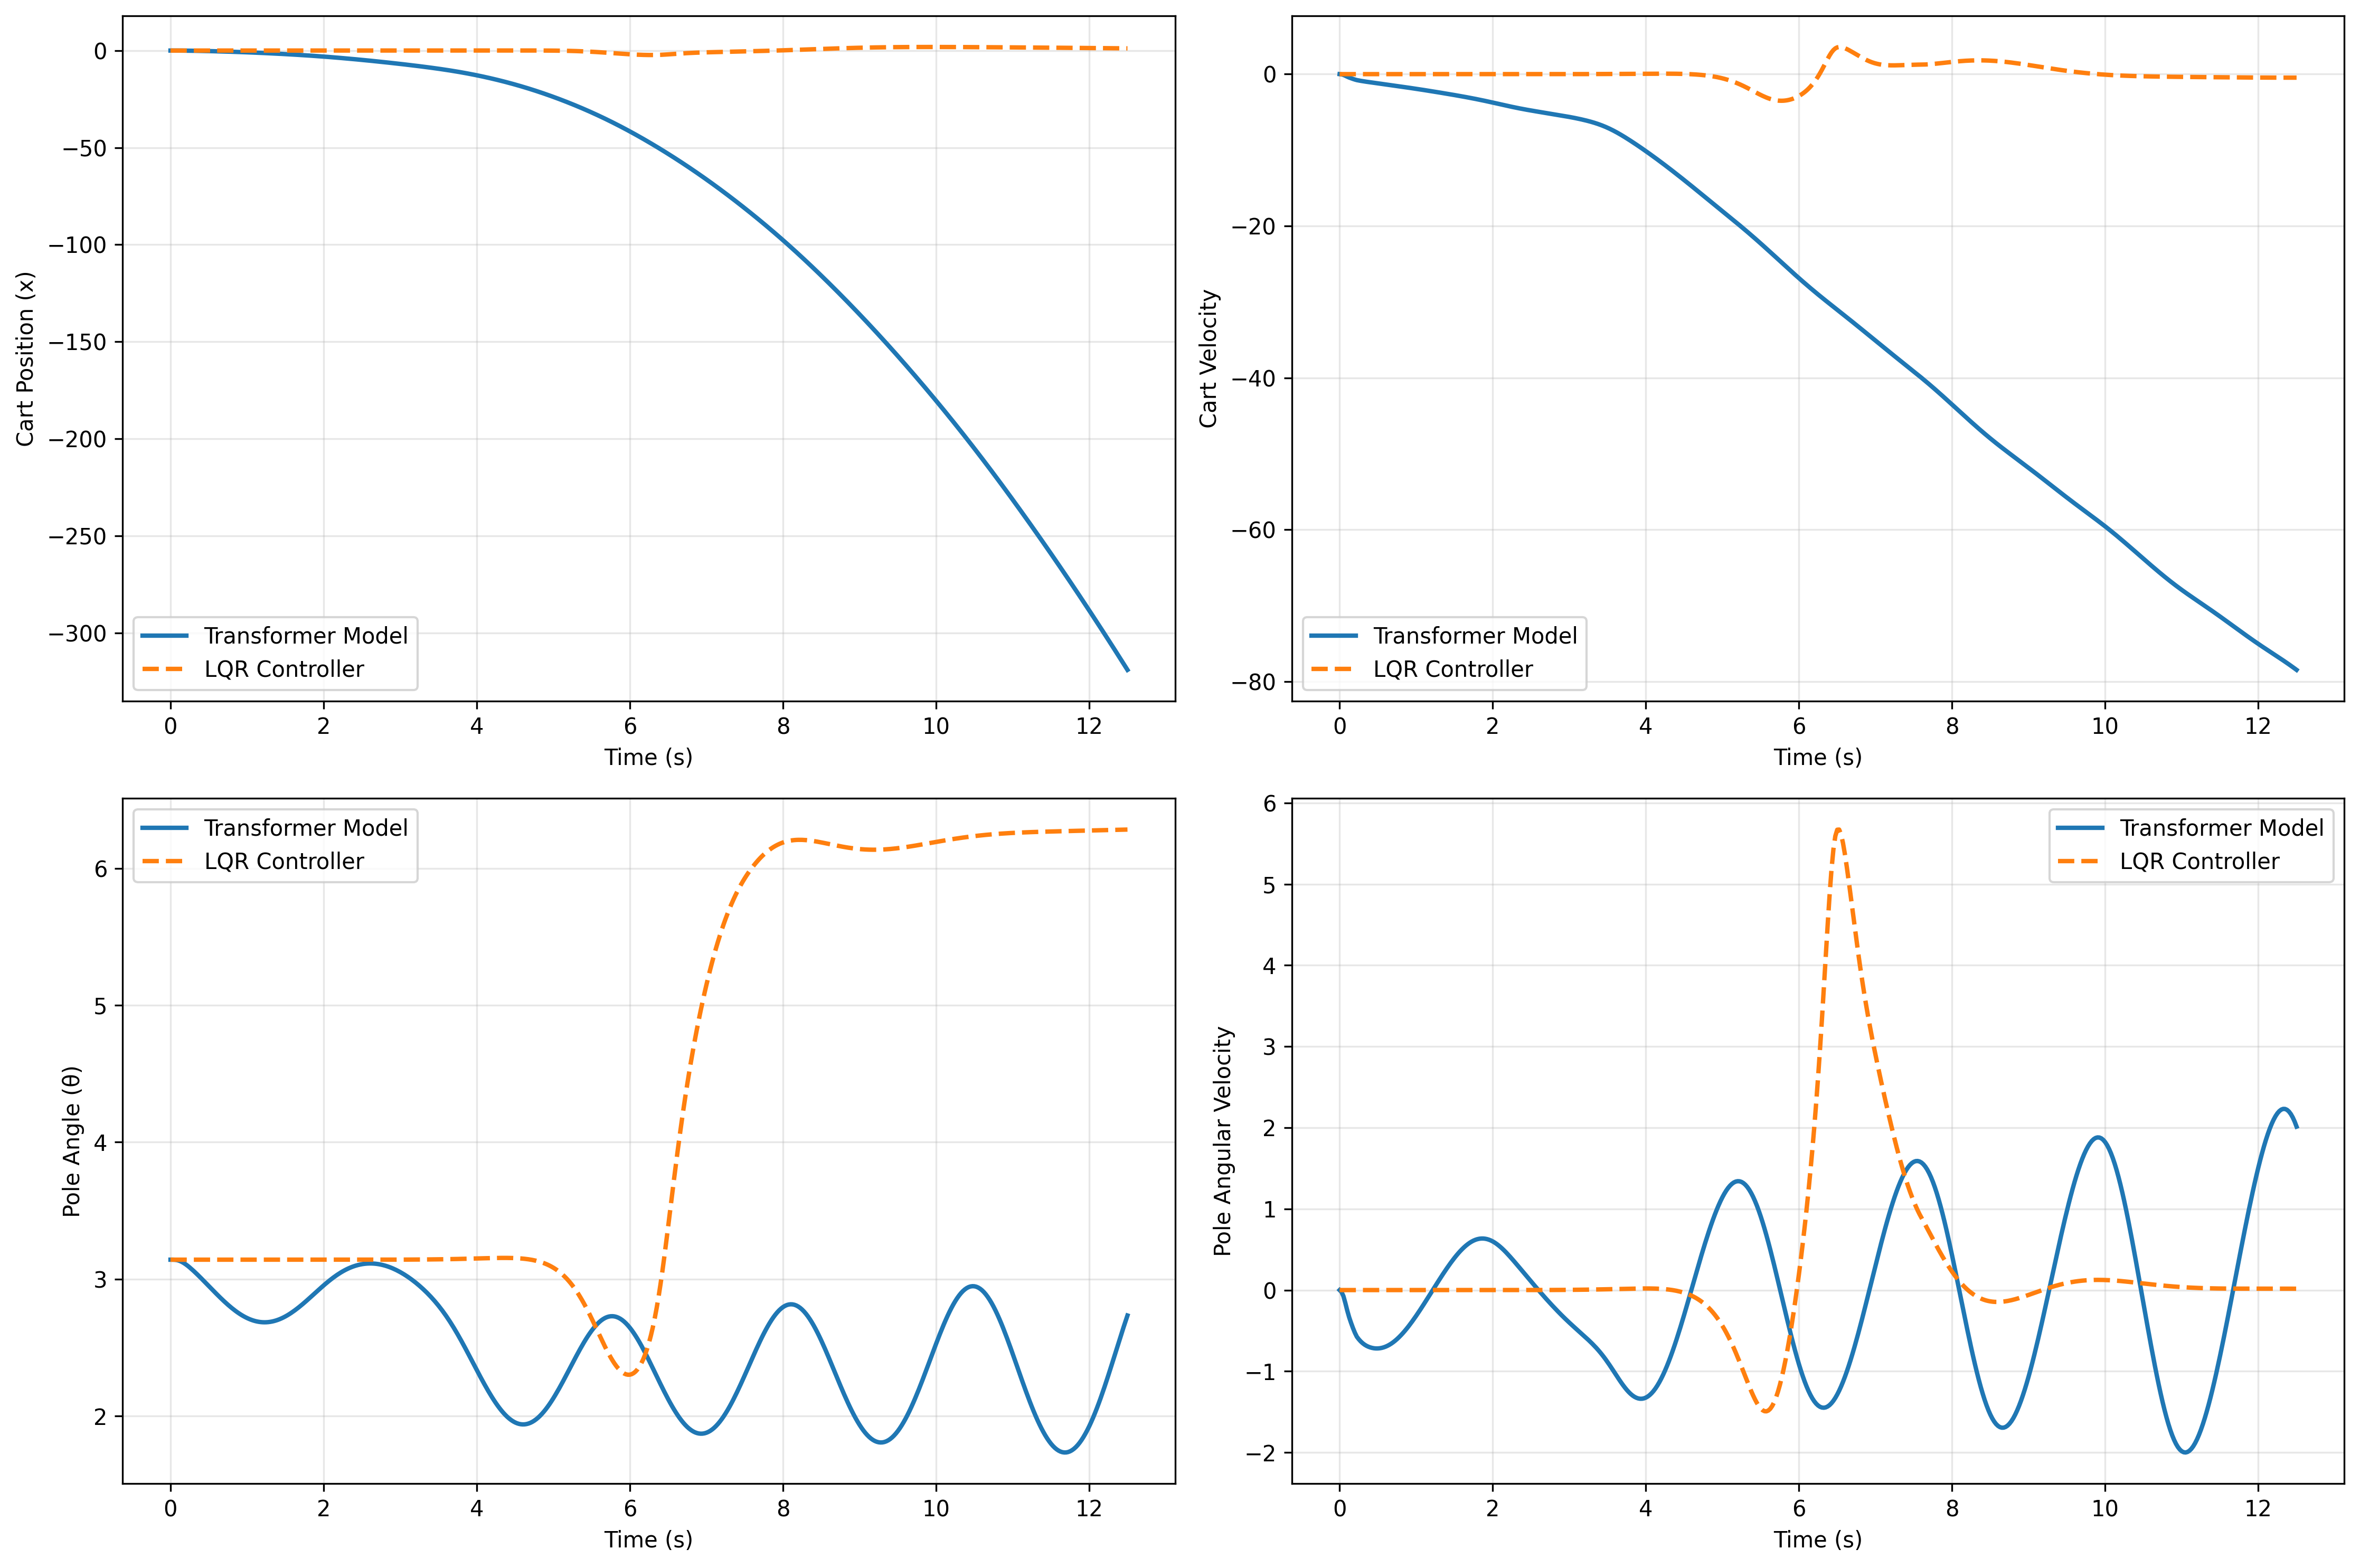 0
−50
−100
−150
−200
−250
−300
Cart Position (x)
Transformer Model
LQR Controller
0 2 4 6 8 10 12
Time (s)
0
−20
−40
−60
−80
Cart Velocity
Transformer Model
LQR Controller
0 2 4 6 8 10 12
Time (s)
6
5
4
3
2
Pole Angle (θ)
Transformer Model
LQR Controller
0 2 4 6 8 10 12
Time (s)
6
5
4
3
2
1
0
−1
−2
Pole Angular Velocity
Transformer Model
LQR Controller
0 2 4 6 8 10 12
Time (s)